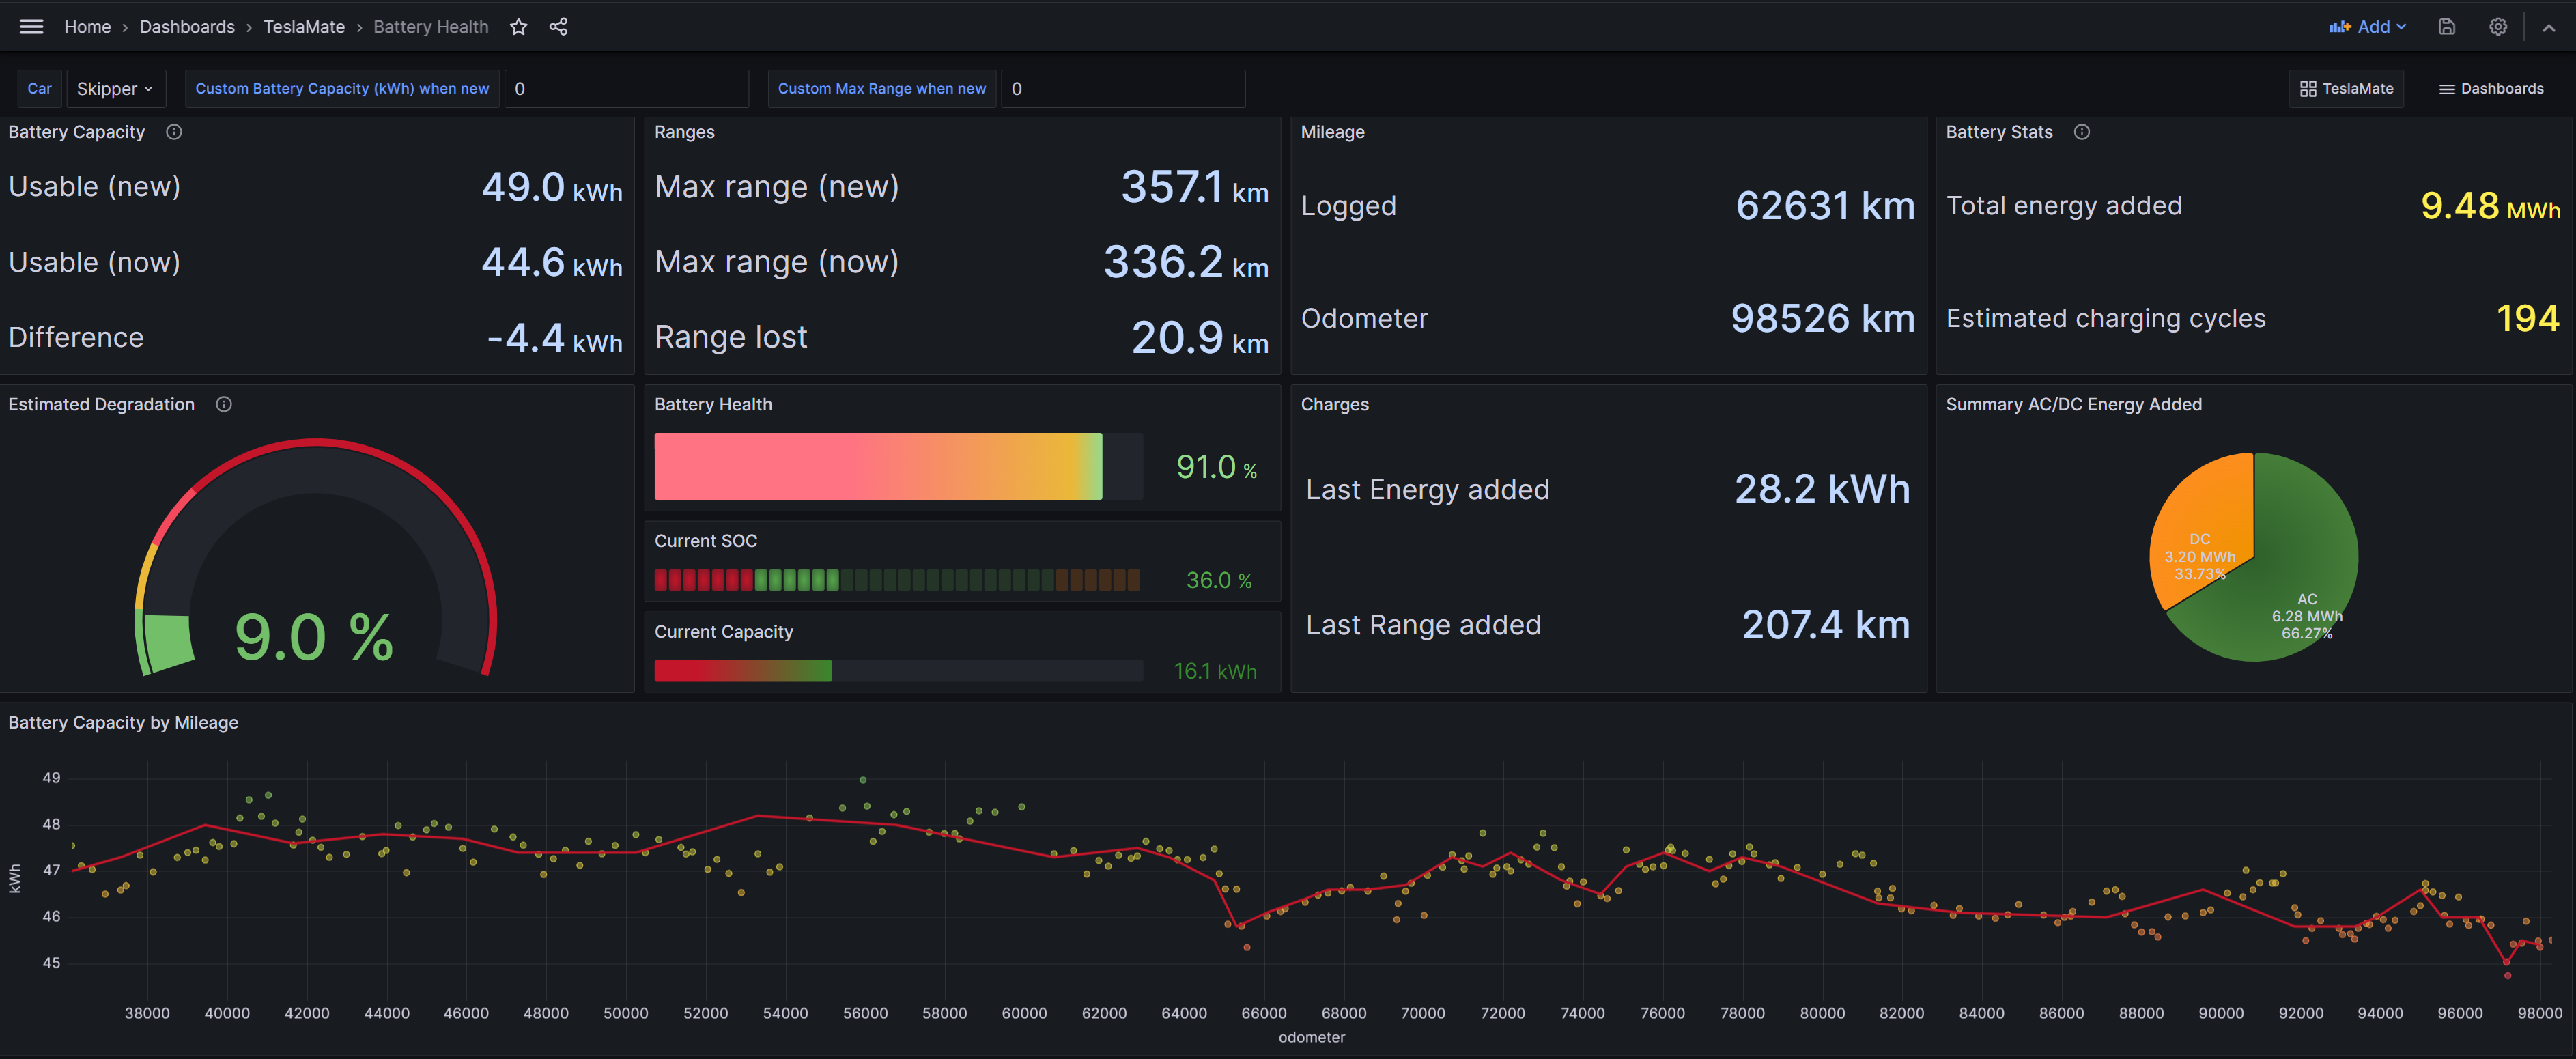 Home › Dashboards › TeslaMate › Battery Health
Add
Car Skipper Custom Battery Capacity (kWh) when new 0 Custom Max Range when new 0 TeslaMate Dashboards
Battery Capacity
Usable (new) 49.0 kWh
Usable (now) 44.6 kWh
Difference -4.4 kWh
Ranges
Max range (new) 357.1 km
Max range (now) 336.2 km
Range lost 20.9 km
Mileage
Logged 62631 km
Odometer 98526 km
Battery Stats
Total energy added 9.48 MWh
Estimated charging cycles 194
Estimated Degradation
9.0 %
Battery Health
91.0 %
Current SOC
36.0 %
Current Capacity
16.1 kWh
Charges
Last Energy added 28.2 kWh
Last Range added 207.4 km
Summary AC/DC Energy Added
DC
3.20 MWh
33.73%
AC
6.28 MWh
66.27%
Battery Capacity by Mileage
49
48
47
46
45
kWh
38000 40000 42000 44000 46000 48000 50000 52000 54000 56000 58000 60000 62000 64000 66000 68000 70000 72000 74000 76000 78000 80000 82000 84000 86000 88000 90000 92000 94000 96000 98000
odometer